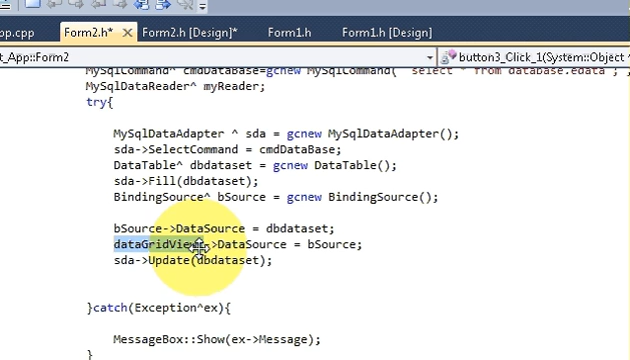 pp.cpp Form2.h* × Form2.h [Design]* Form1.h Form1.h [Design]
t_App::Form2 button3_Click_1(System::Object ^
MySqlCommand^ cmdDataBase=gcnew MySqlCommand( select * from database.edata ;
MySqlDataReader^ myReader;
try{
MySqlDataAdapter ^ sda = gcnew MySqlDataAdapter();
sda->SelectCommand = cmdDataBase;
DataTable^ dbdataset = gcnew DataTable();
sda->Fill(dbdataset);
BindingSource^ bSource = gcnew BindingSource();
bSource->DataSource = dbdataset;
>DataSource = bSource;
sda->Update(dbdataset);
}catch(Exception^ex){
MessageBox::Show(ex->Message);
}